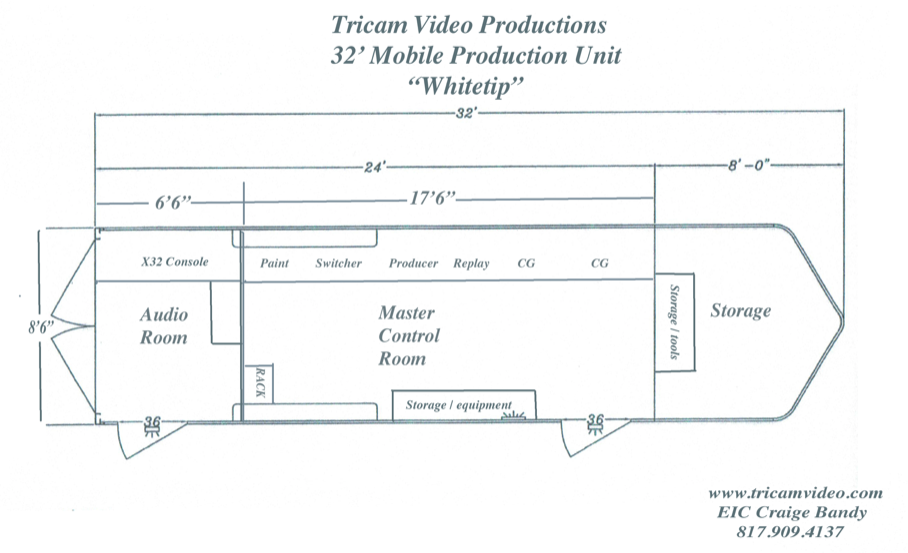 Tricam Video Productions
32’ Mobile Production Unit
“Whitetip”
32'
24'
8' –0"
6’6”
17’6”
X32 Console
Paint Switcher Producer Replay CG CG
8’6”
Audio
Room
Master
Control
Room
Storage / tools
Storage
RACK
Storage / equipment
36
36
www.tricamvideo.com
EIC Craige Bandy
817.909.4137